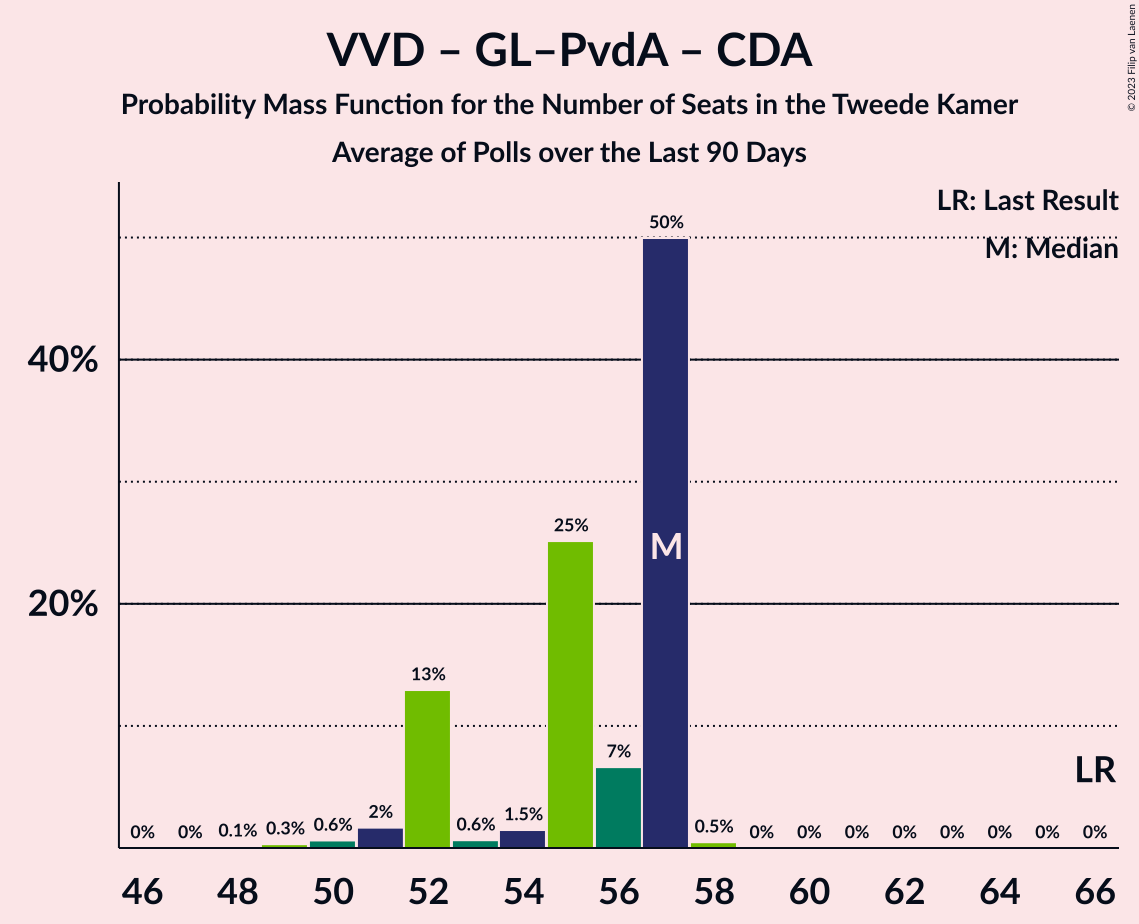 VVD – GL–PvdA – CDA
Probability Mass Function for the Number of Seats in the Tweede Kamer
Average of Polls over the Last 90 Days
© 2023 Filip van Laenen
LR: Last Result
M: Median
50%
40%
25%
M
20%
13%
7%
LR
0% 0% 0.1% 0.3% 0.6% 2% 0.6% 1.5% 0.5% 0% 0% 0% 0% 0% 0% 0% 0%
46 48 50 52 54 56 58 60 62 64 66